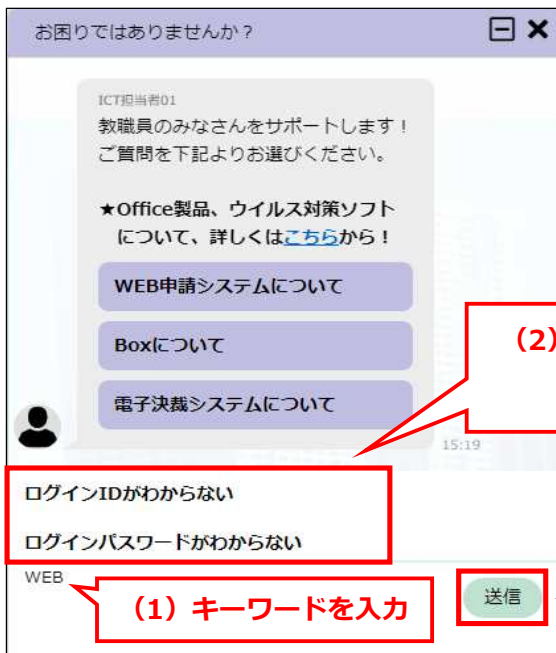 お困りではありませんか？
ICT担当者01
教職員のみなさんをサポートします！
ご質問を下記よりお選びください。
★Office製品、ウイルス対策ソフト
について、詳しくはこちらから！
WEB申請システムについて
Boxについて
（2）
電子決裁システムについて
15:19
ログインIDがわからない
ログインパスワードがわからない
WEB
（1）キーワードを入力
送信